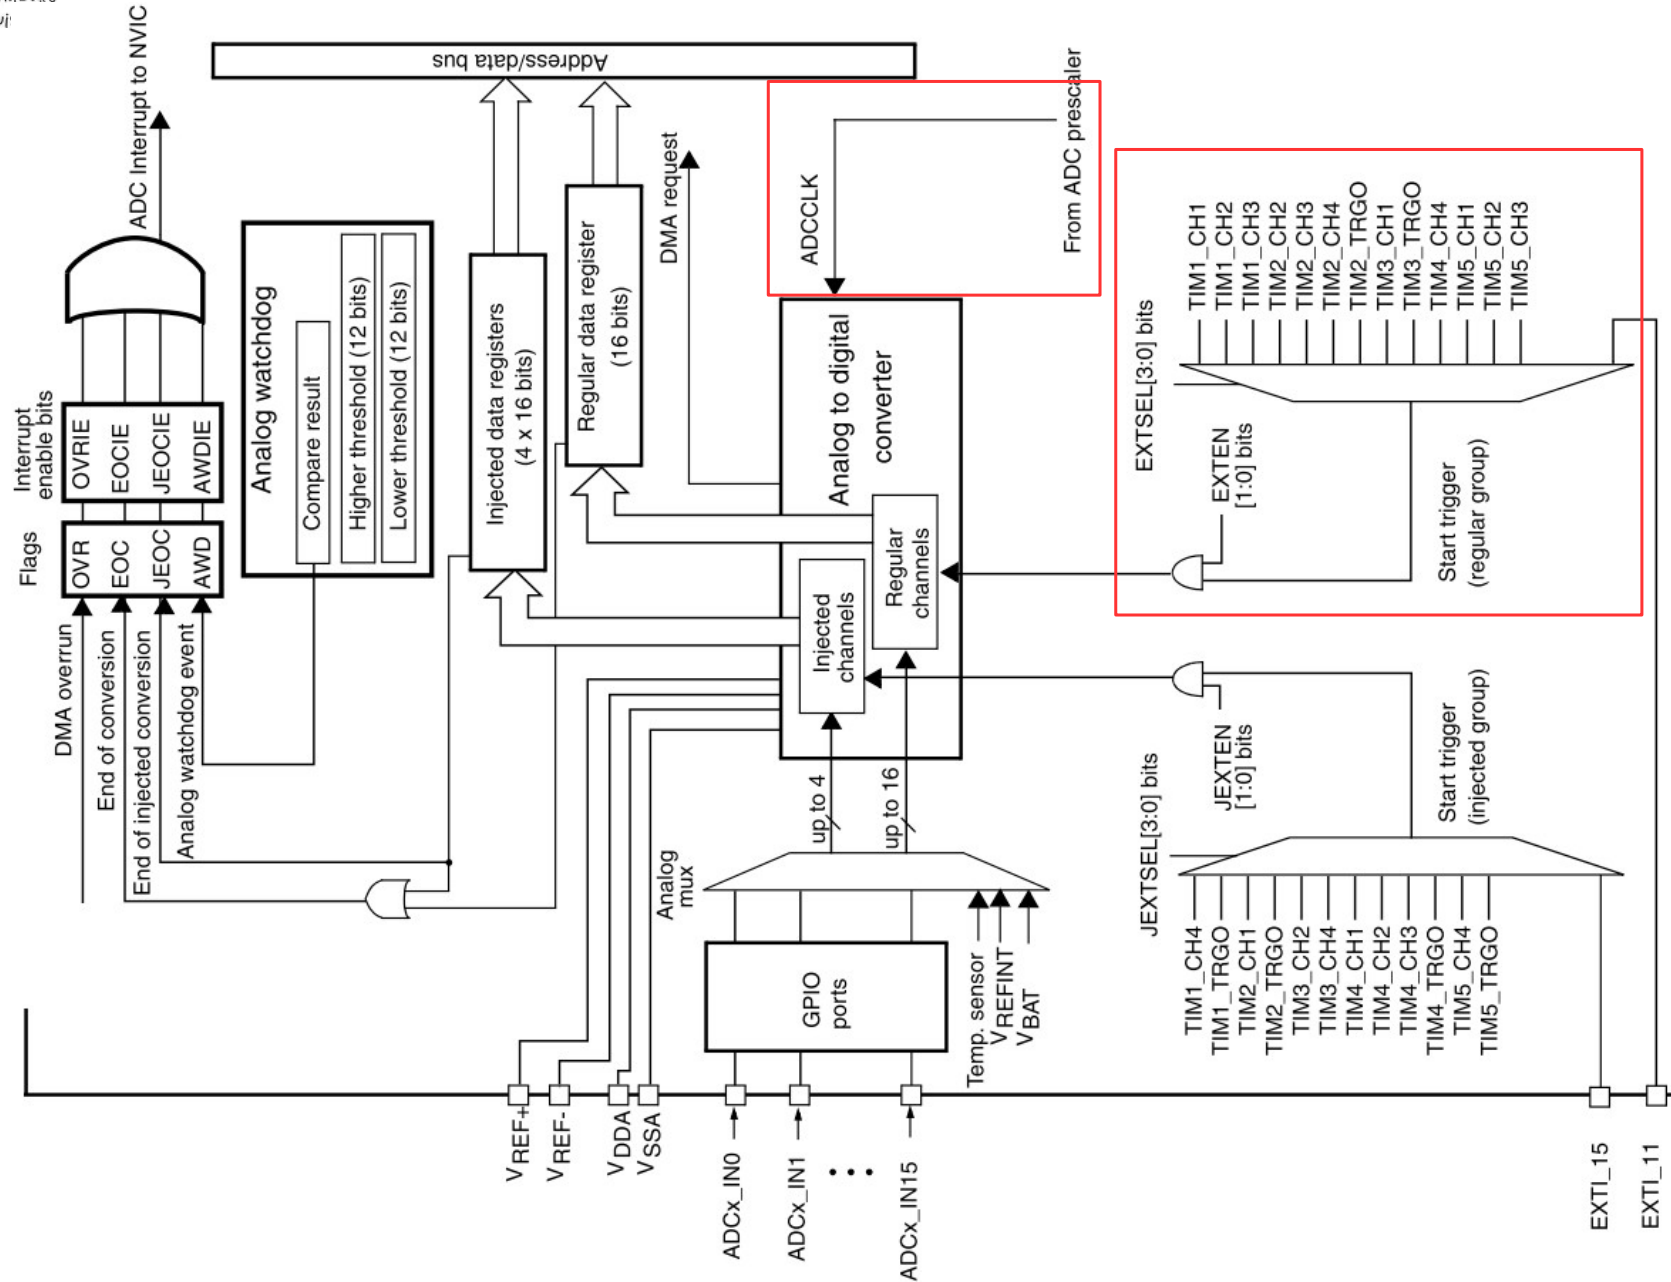 Interrupt
enable bits
Flags
OVR
EOC
JEOC
AWD
OVRIE
EOCIE
JEOCIE
AWDIE
ADC Interrupt to NVIC
DMA overrun
End of conversion
End of injected conversion
Analog watchdog event
Analog watchdog
Compare result
Higher threshold (12 bits)
Lower threshold (12 bits)
Address/data bus
Injected data registers
(4 x 16 bits)
Regular data register
(16 bits)
DMA request
ADCCLK
From ADC prescaler
Analog to digital
converter
Injected
channels
Regular
channels
up to 4
up to 16
Analog
mux
GPIO
ports
Temp. sensor
VREFINT
VBAT
VREF+
VREF-
VDDA
VSSA
ADCx_IN0
ADCx_IN1
ADCx_IN15
EXTSEL[3:0] bits
TIM1_CH1
TIM1_CH2
TIM1_CH3
TIM2_CH2
TIM2_CH3
TIM2_CH4
TIM2_TRGO
TIM3_CH1
TIM3_TRGO
TIM4_CH4
TIM5_CH1
TIM5_CH2
TIM5_CH3
EXTEN
[1:0] bits
Start trigger
(regular group)
JEXTEN
[1:0] bits
Start trigger
(injected group)
JEXTSEL[3:0] bits
TIM1_CH4
TIM1_TRGO
TIM2_CH1
TIM2_TRGO
TIM3_CH2
TIM3_CH4
TIM4_CH1
TIM4_CH2
TIM4_CH3
TIM4_TRGO
TIM5_CH4
TIM5_TRGO
EXTI_15
EXTI_11